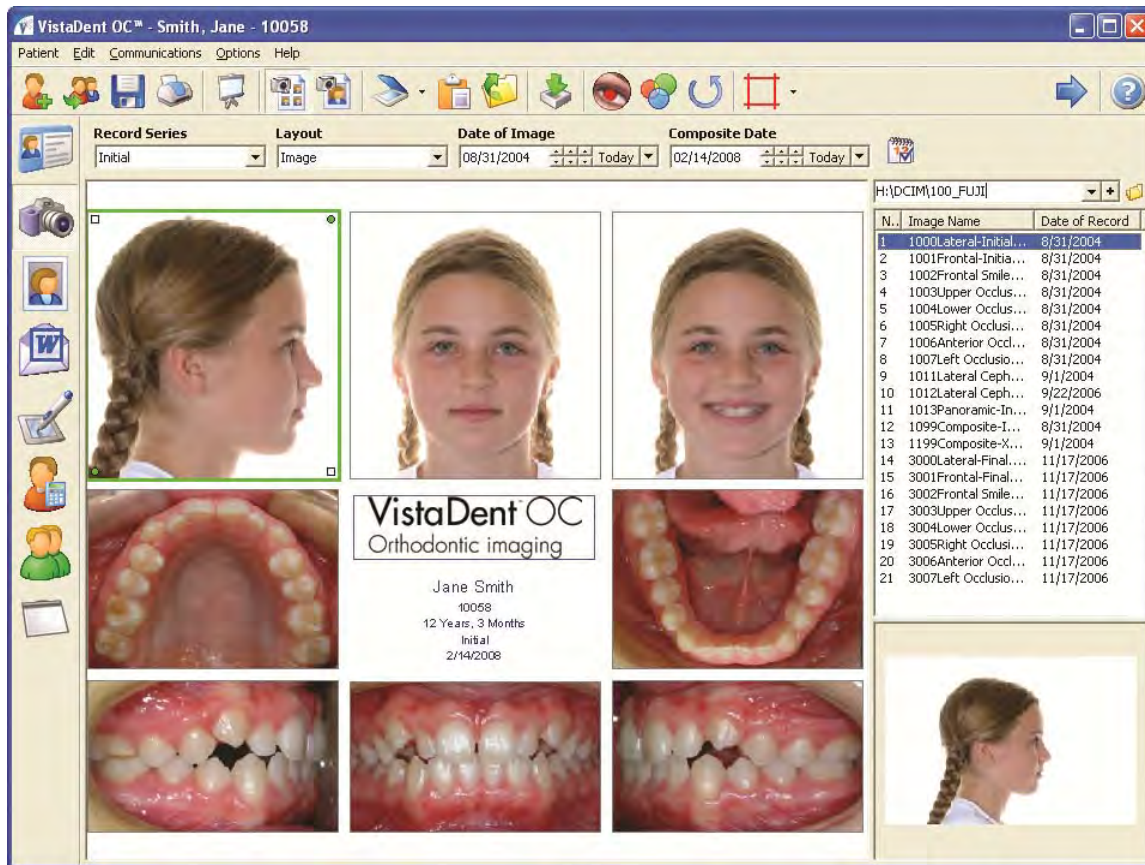 VistaDent OC™ - Smith, Jane - 10058
Patient Edit Communications Options Help
Record Series Layout Date of Image Composite Date
Initial Image 08/31/2004 Today 02/14/2008 Today
H:\DCIM\100_FUJI
N.. Image Name Date of Record
1 1000Lateral-Initial... 8/31/2004
2 1001Frontal-Initia... 8/31/2004
3 1002Frontal Smile... 8/31/2004
4 1003Upper Occlus... 8/31/2004
5 1004Lower Occlus... 8/31/2004
6 1005Right Occlusi... 8/31/2004
7 1006Anterior Occl... 8/31/2004
8 1007Left Occlusio... 8/31/2004
9 1011Lateral Ceph... 9/1/2004
10 1012Lateral Ceph... 9/22/2006
11 1013Panoramic-In... 9/1/2004
12 1099Composite-I... 8/31/2004
13 1199Composite-X... 9/1/2004
14 3000Lateral-Final.... 11/17/2006
15 3001Frontal-Final... 11/17/2006
16 3002Frontal Smile... 11/17/2006
17 3003Upper Occlus... 11/17/2006
18 3004Lower Occlus... 11/17/2006
19 3005Right Occlusi... 11/17/2006
20 3006Anterior Occl... 11/17/2006
21 3007Left Occlusio... 11/17/2006
VistaDent™ OC
Orthodontic imaging
Jane Smith
10058
12 Years, 3 Months
Initial
2/14/2008